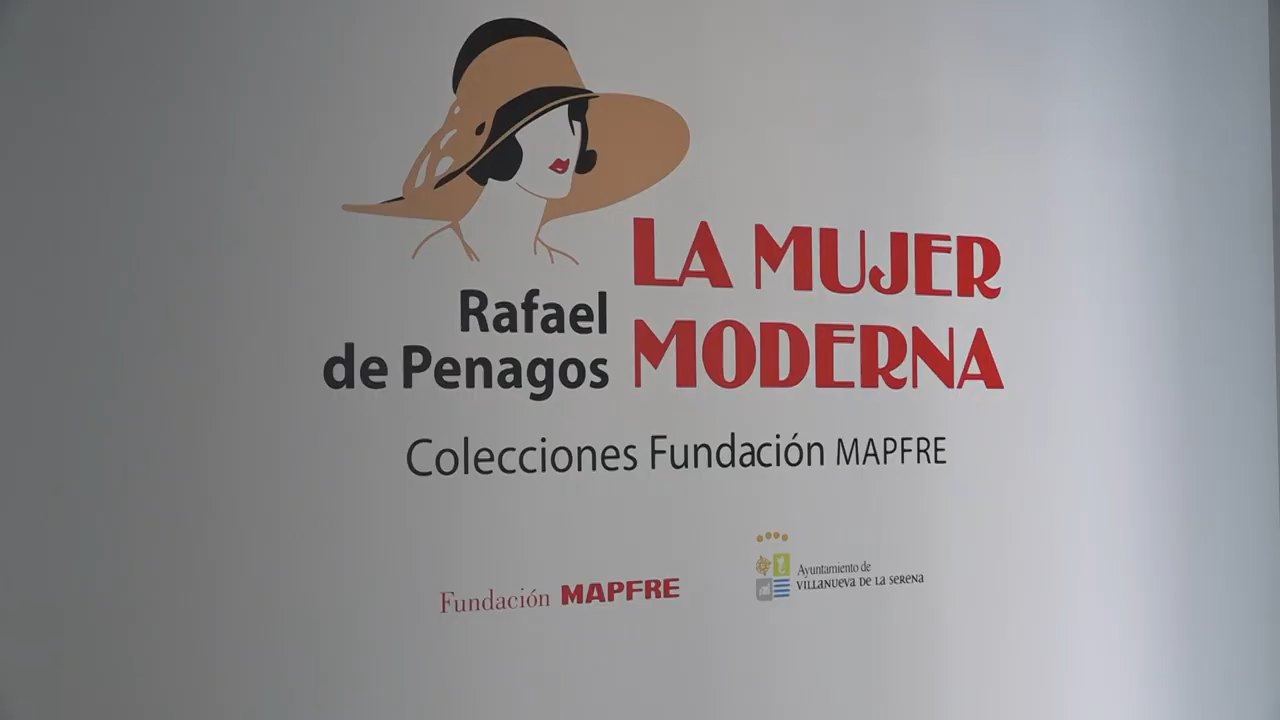 Rafael
de Penagos
LA MUJER
MODERNA
Colecciones Fundación MAPFRE
Fundación MAPFRE
Ayuntamiento de
VILLANUEVA DE LA SERENA